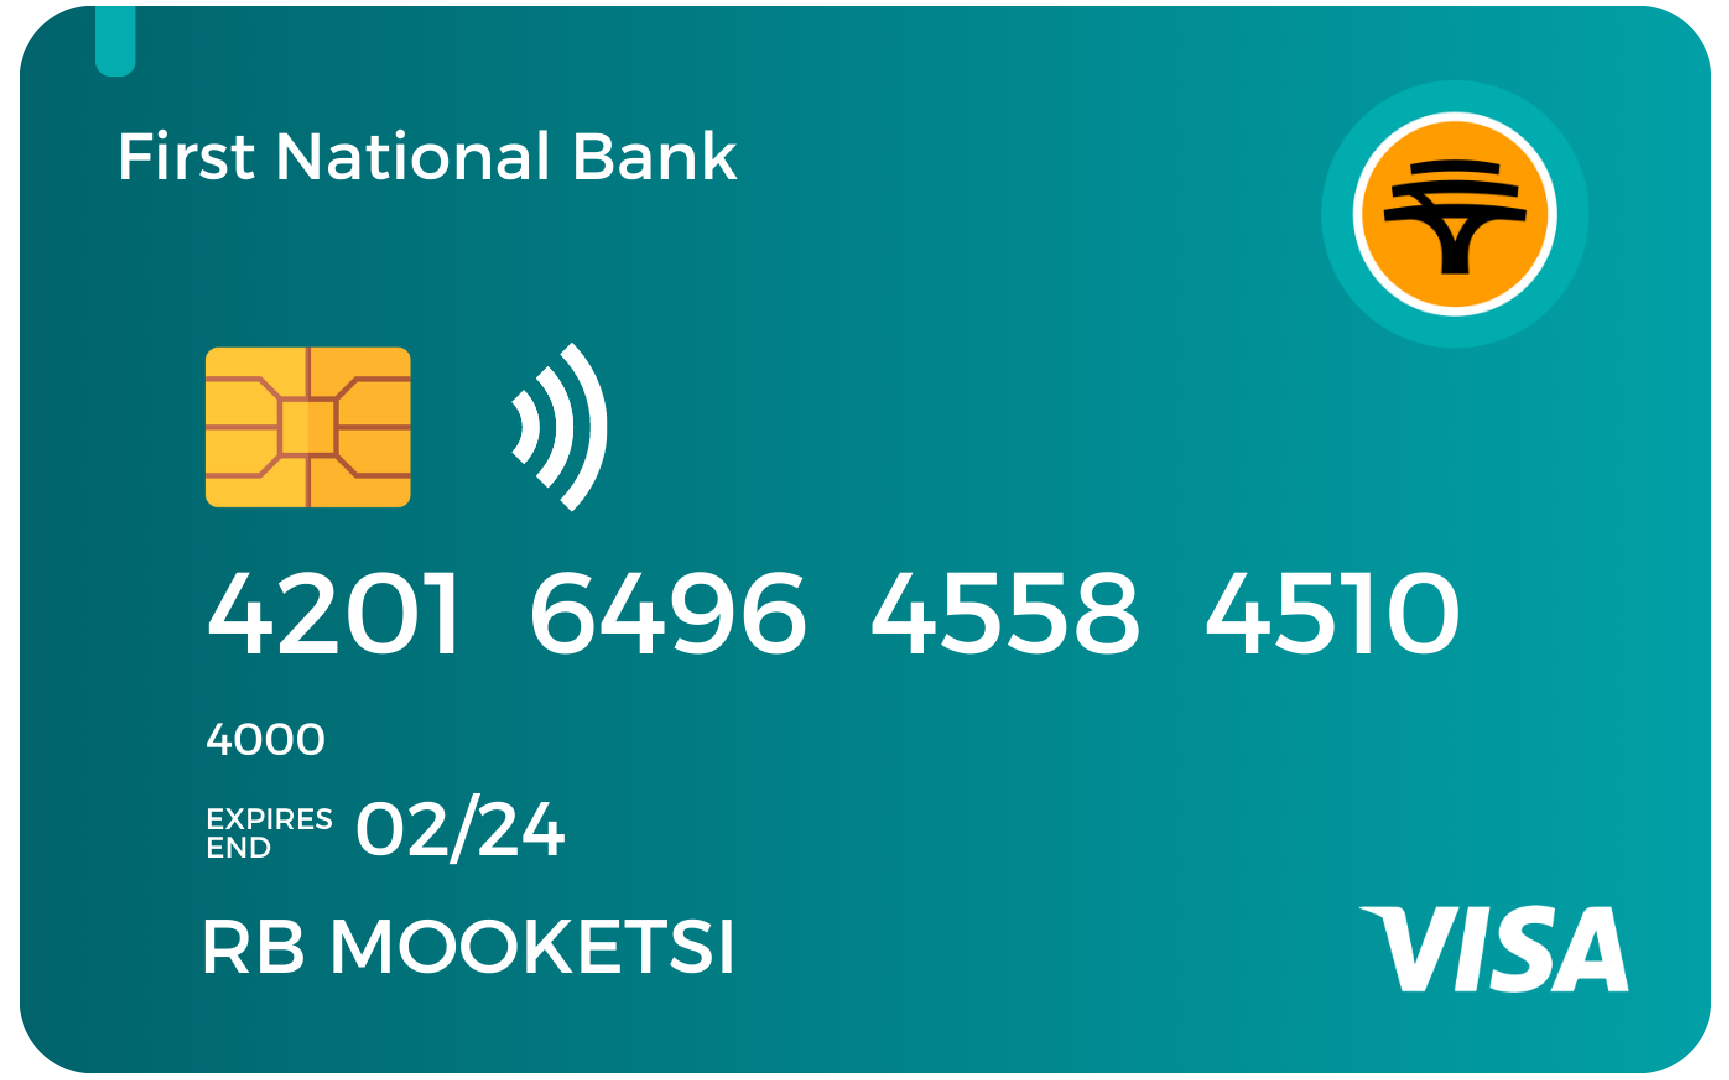 First National Bank
4201 6496 4558 4510
4000
EXPIRES
END
02/24
RB MOOKETSI
VISA